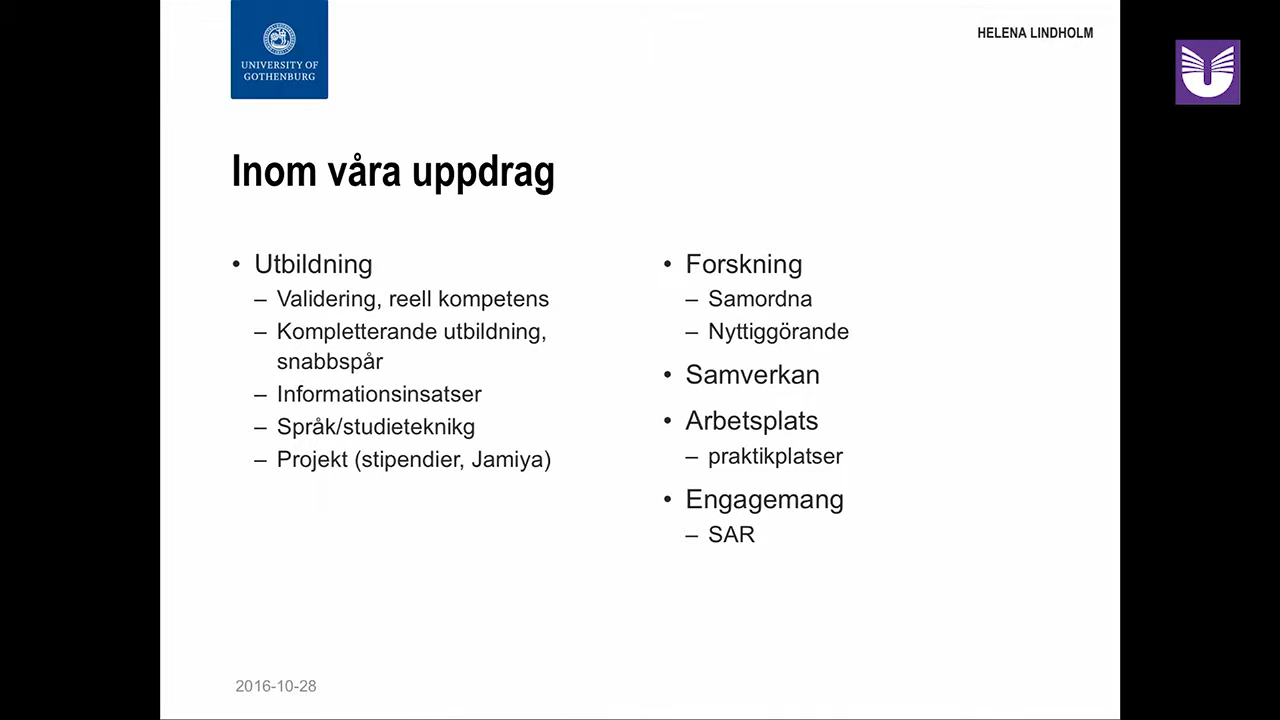 UNIVERSITY OF
GOTHENBURG
HELENA LINDHOLM
Inom våra uppdrag
• Utbildning
– Validering, reell kompetens
– Kompletterande utbildning,
snabbspår
– Informationsinsatser
– Språk/studieteknikg
– Projekt (stipendier, Jamiya)
• Forskning
– Samordna
– Nyttiggörande
• Samverkan
• Arbetsplats
– praktikplatser
• Engagemang
– SAR
2016-10-28